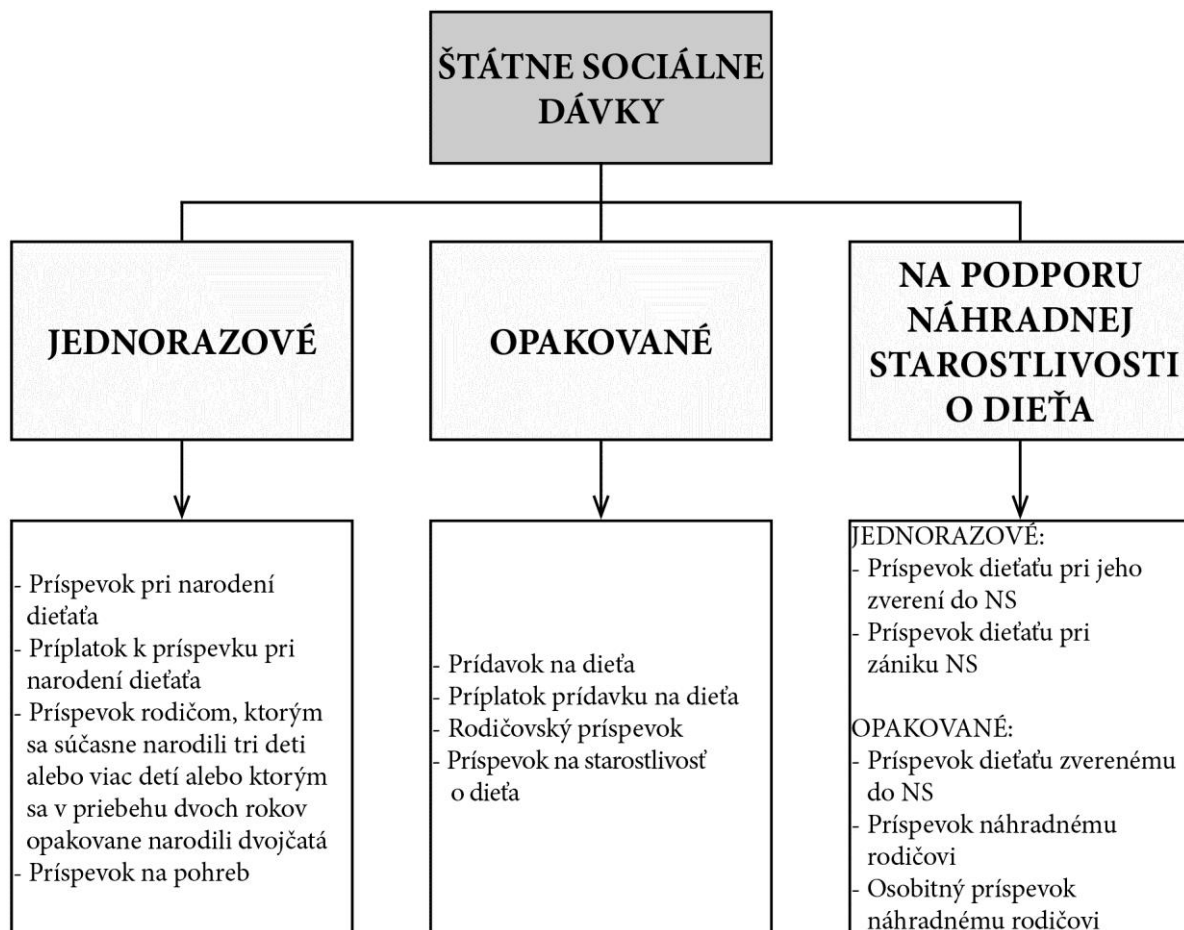 ŠTÁTNE SOCIÁLNE
DÁVKY
JEDNORAZOVÉ
OPAKOVANÉ
NA PODPORU
NÁHRADNEJ
STAROSTLIVOSTI
O DIEŤA
- Príspevok pri narodení
dieťaťa
- Príplatok k príspevku pri
narodení dieťaťa
- Príspevok rodičom, ktorým
sa súčasne narodili tri deti
alebo viac detí alebo ktorým
sa v priebehu dvoch rokov
opakovane narodili dvojčatá
- Príspevok na pohreb
- Prídavok na dieťa
- Príplatok prídavku na dieťa
- Rodičovský príspevok
- Príspevok na starostlivosť
o dieťa
JEDNORAZOVÉ:
- Príspevok dieťaťu pri jeho
zverení do NS
- Príspevok dieťaťu pri
zániku NS
OPAKOVANÉ:
- Príspevok dieťaťu zverenému
do NS
- Príspevok náhradnému
rodičovi
- Osobitný príspevok
náhradnému rodičovi